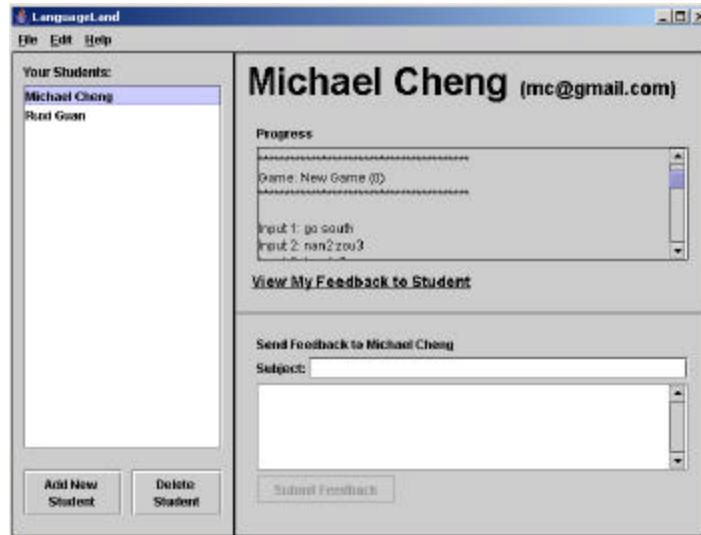 LanguageLand
File Edit Help
Your Students:
Michael Cheng
Guan
Michael Cheng (mc@gmail.com)
Progress
Game: New Game (0)
Input 1: go south
Input 2: nan2 zou3
View My Feedback to Student
Send Feedback to Michael Cheng
Subject:
Submit Feedback
Add New Student
Delete Student